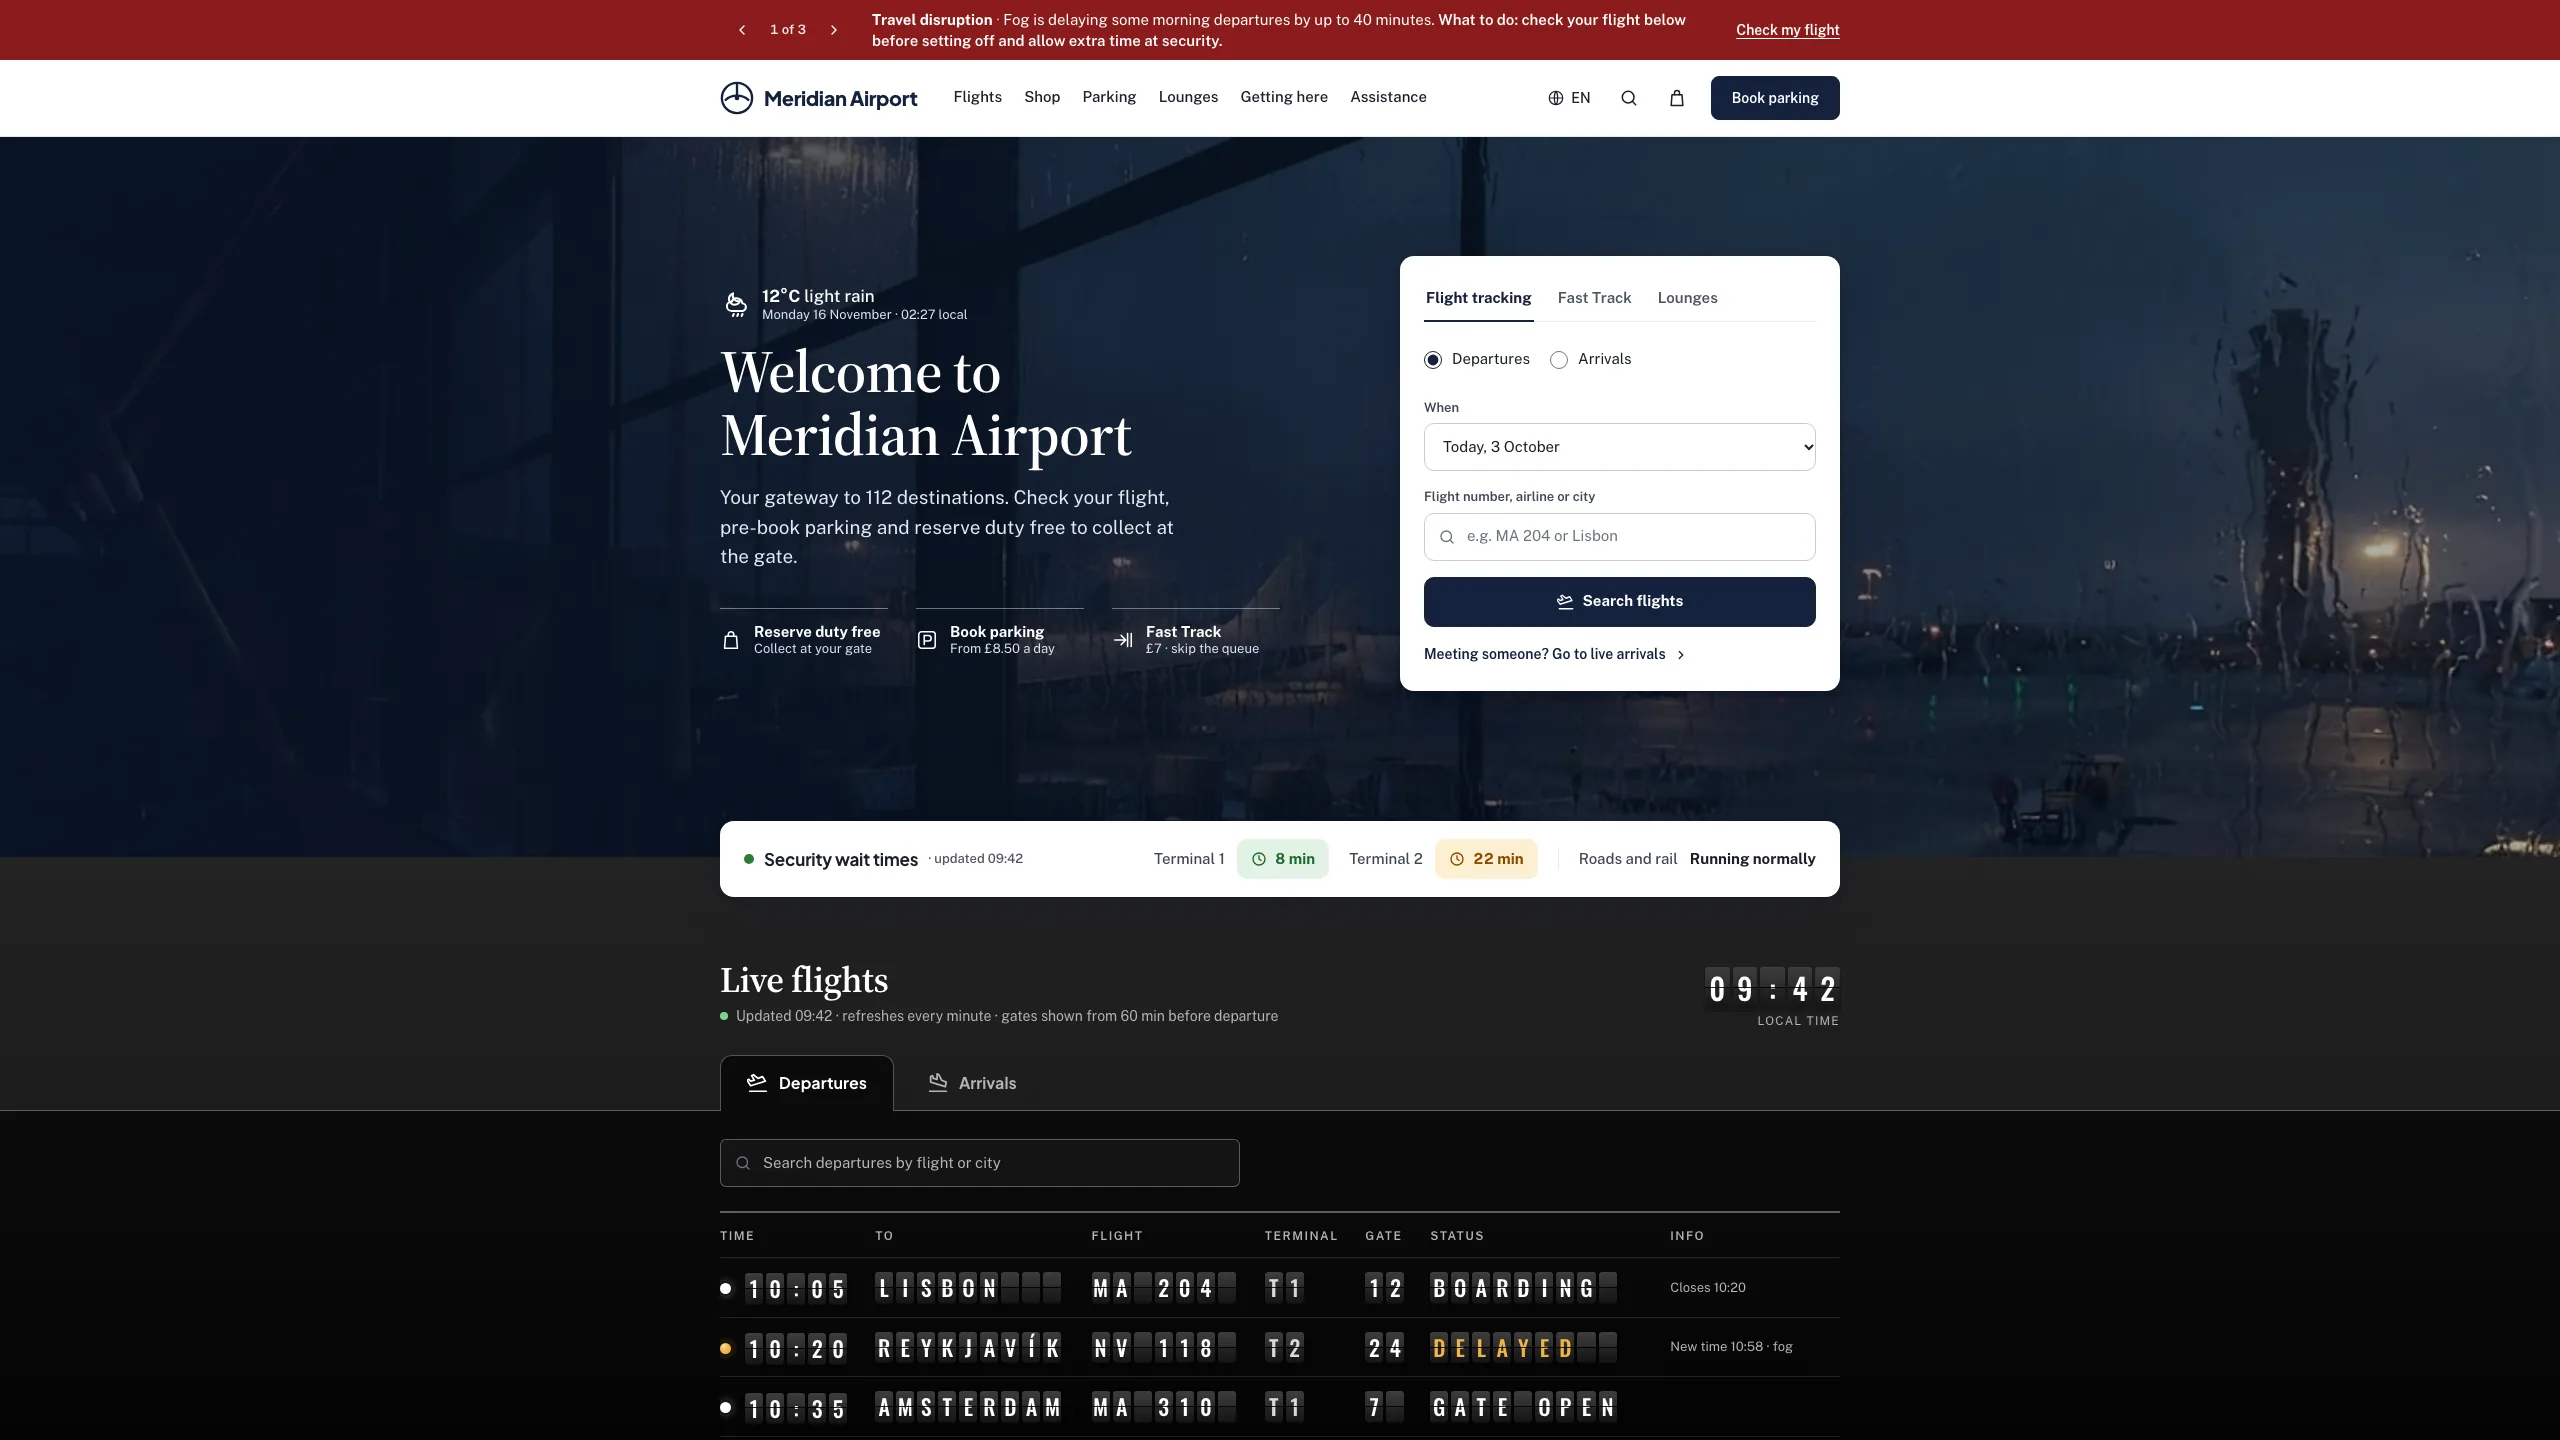 1 of 3
Travel disruption · Fog is delaying some morning departures by up to 40 minutes. What to do: check your flight below
before setting off and allow extra time at security.
Check my flight
Meridian Airport
Flights Shop Parking Lounges Getting here Assistance
EN
Book parking
12°C light rain
Monday 16 November · 02:27 local
Welcome to
Meridian Airport
Your gateway to 112 destinations. Check your flight,
pre-book parking and reserve duty free to collect at
the gate.
Reserve duty free
Collect at your gate
Book parking
From £8.50 a day
Fast Track
£7 · skip the queue
Flight tracking Fast Track Lounges
Departures Arrivals
When
Today, 3 October
Flight number, airline or city
e.g. MA 204 or Lisbon
Search flights
Meeting someone? Go to live arrivals
Security wait times · updated 09:42
Terminal 1 8 min Terminal 2 22 min Roads and rail Running normally
Live flights
Updated 09:42 · refreshes every minute · gates shown from 60 min before departure
09:42
LOCAL TIME
Departures Arrivals
Search departures by flight or city
TIME TO FLIGHT TERMINAL GATE STATUS INFO
10:05 LISBON MA 204 T1 12 BOARDING Closes 10:20
10:20 REYKJAVÍK NV 118 T2 24 DELAYED New time 10:58 · fog
10:35 AMSTERDAM MA 310 T1 7 GATE OPEN